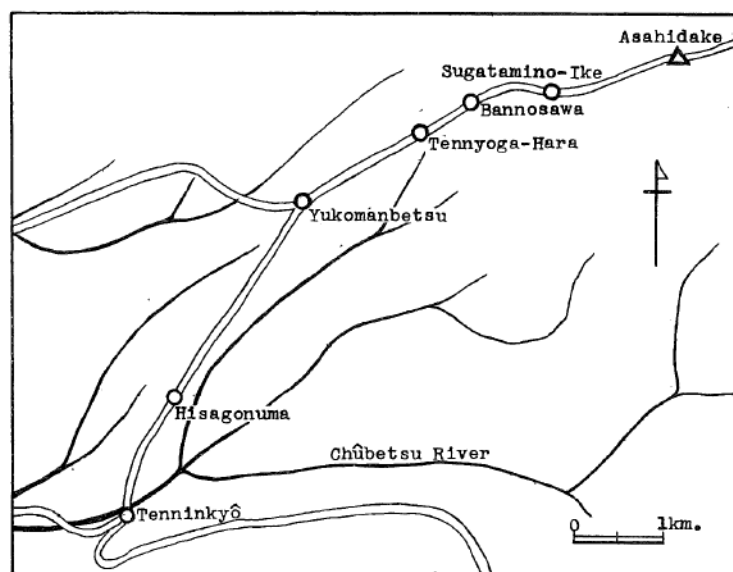 Asahidake
Sugatamino-Ike
Bannosawa
Tennyoga-Hara
Yukomanbetsu
Hisagonuma
Chûbetsu River
Tenninkyô
0 1km.